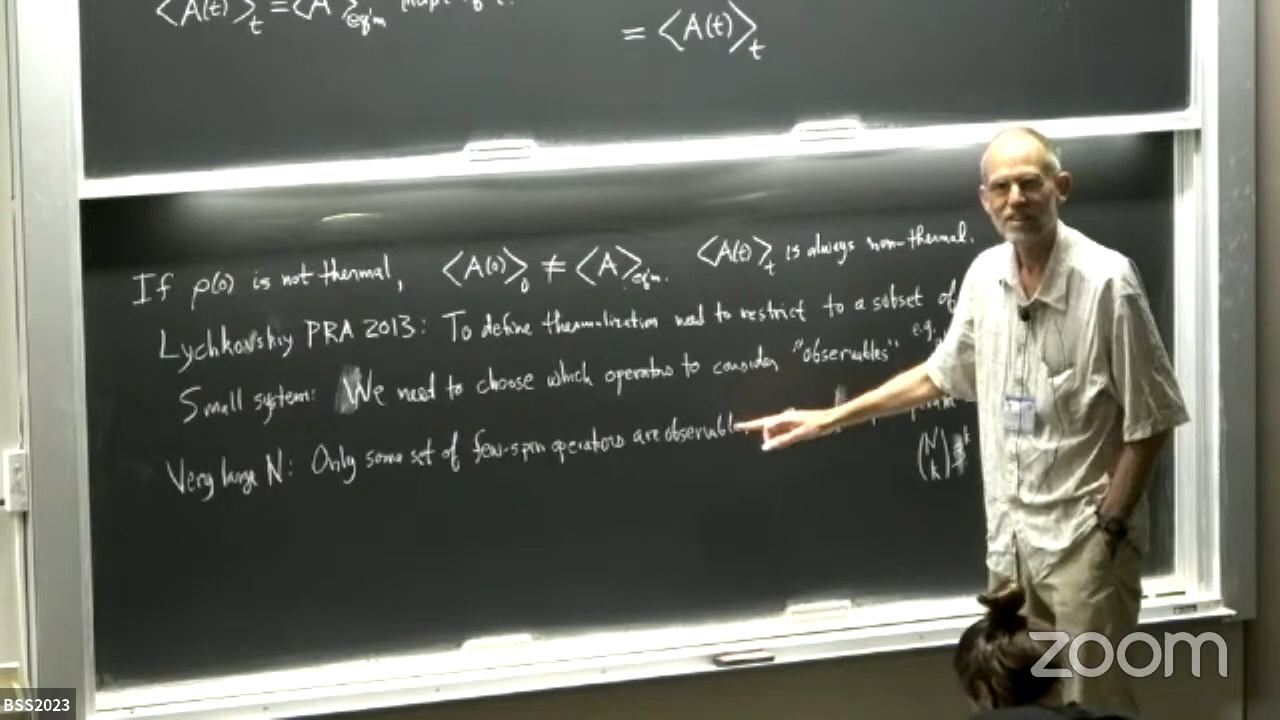 ⟨A(t)⟩_t = ⟨A⟩_eq'm
= ⟨A(t)⟩_t
If ρ(0) is not thermal, ⟨A(0)⟩_0 ≠ ⟨A⟩_eq'm. ⟨A(t)⟩_t is always non-thermal.
Lychkovskiy PRA 2013: To define thermalization need to restrict to a subset of
Small system: We need to choose which operators to consider "observables" e.g.
Very large N: Only some set of few-spin operators are observable
(N k)
BSS2023
zoom